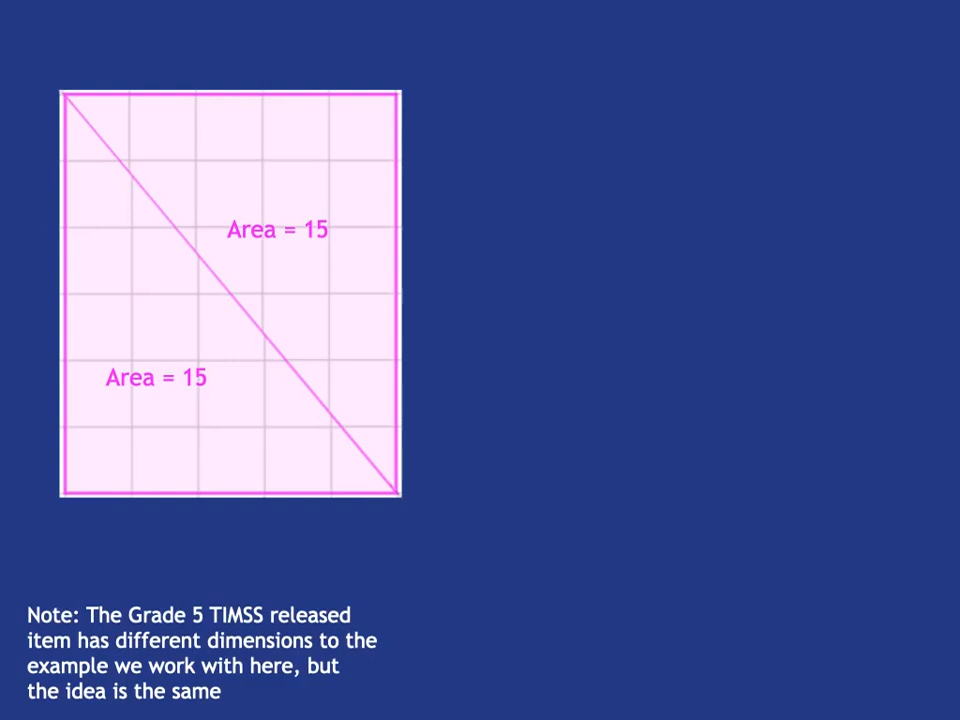 Area = 15
Area = 15
Note: The Grade 5 TIMSS released
item has different dimensions to the
example we work with here, but
the idea is the same